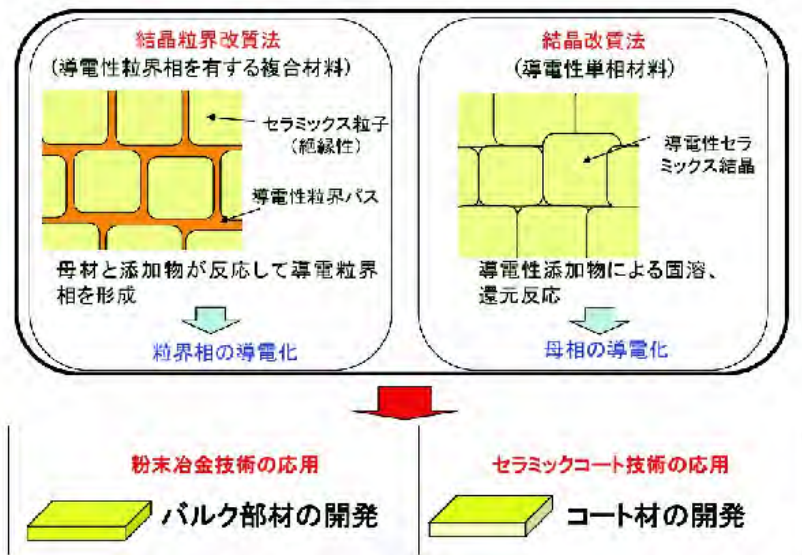 結晶粒界改質法
(導電性粒界相を有する複合材料)
セラミックス粒子
(絶縁性)
導電性粒界パス
母材と添加物が反応して導電粒界
相を形成
粒界相の導電化
結晶改質法
(導電性単相材料)
導電性セラ
ミックス結晶
導電性添加物による固溶、
還元反応
母相の導電化
粉末冶金技術の応用
バルク部材の開発
セラミックコート技術の応用
コート材の開発